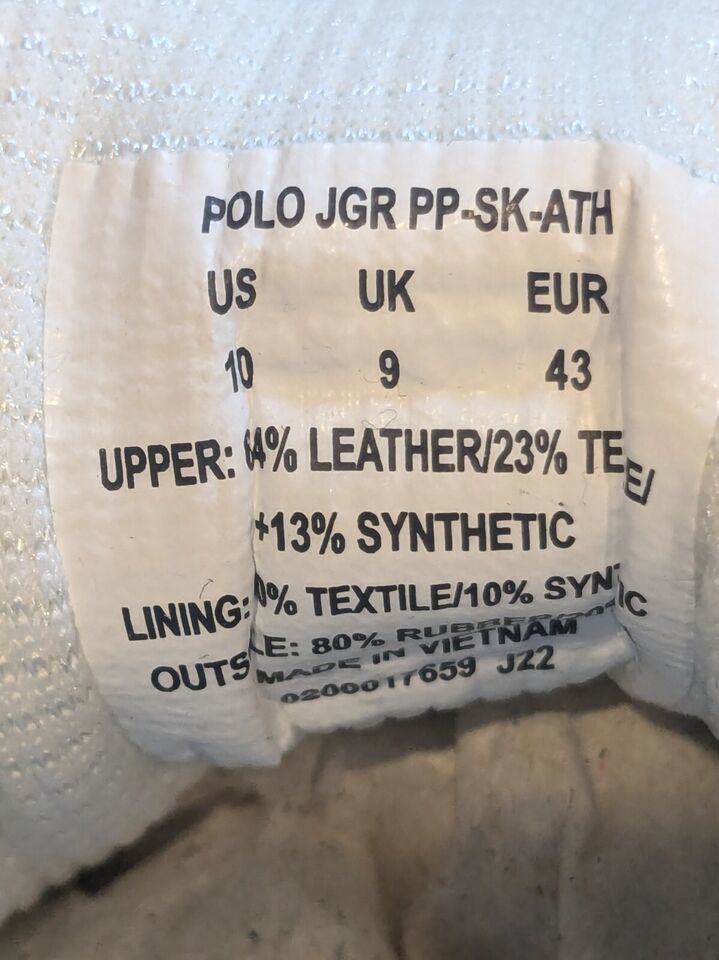 POLO JGR PP-SK-ATH
US UK EUR
10 9 43
UPPER: 64% LEATHER/23% TE
+13% SYNTHETIC
LINING: 0% TEXTILE/10% SYN IC
OUTS LE: 80% RUBBER
MADE IN VIETNAM
0200017659 J22